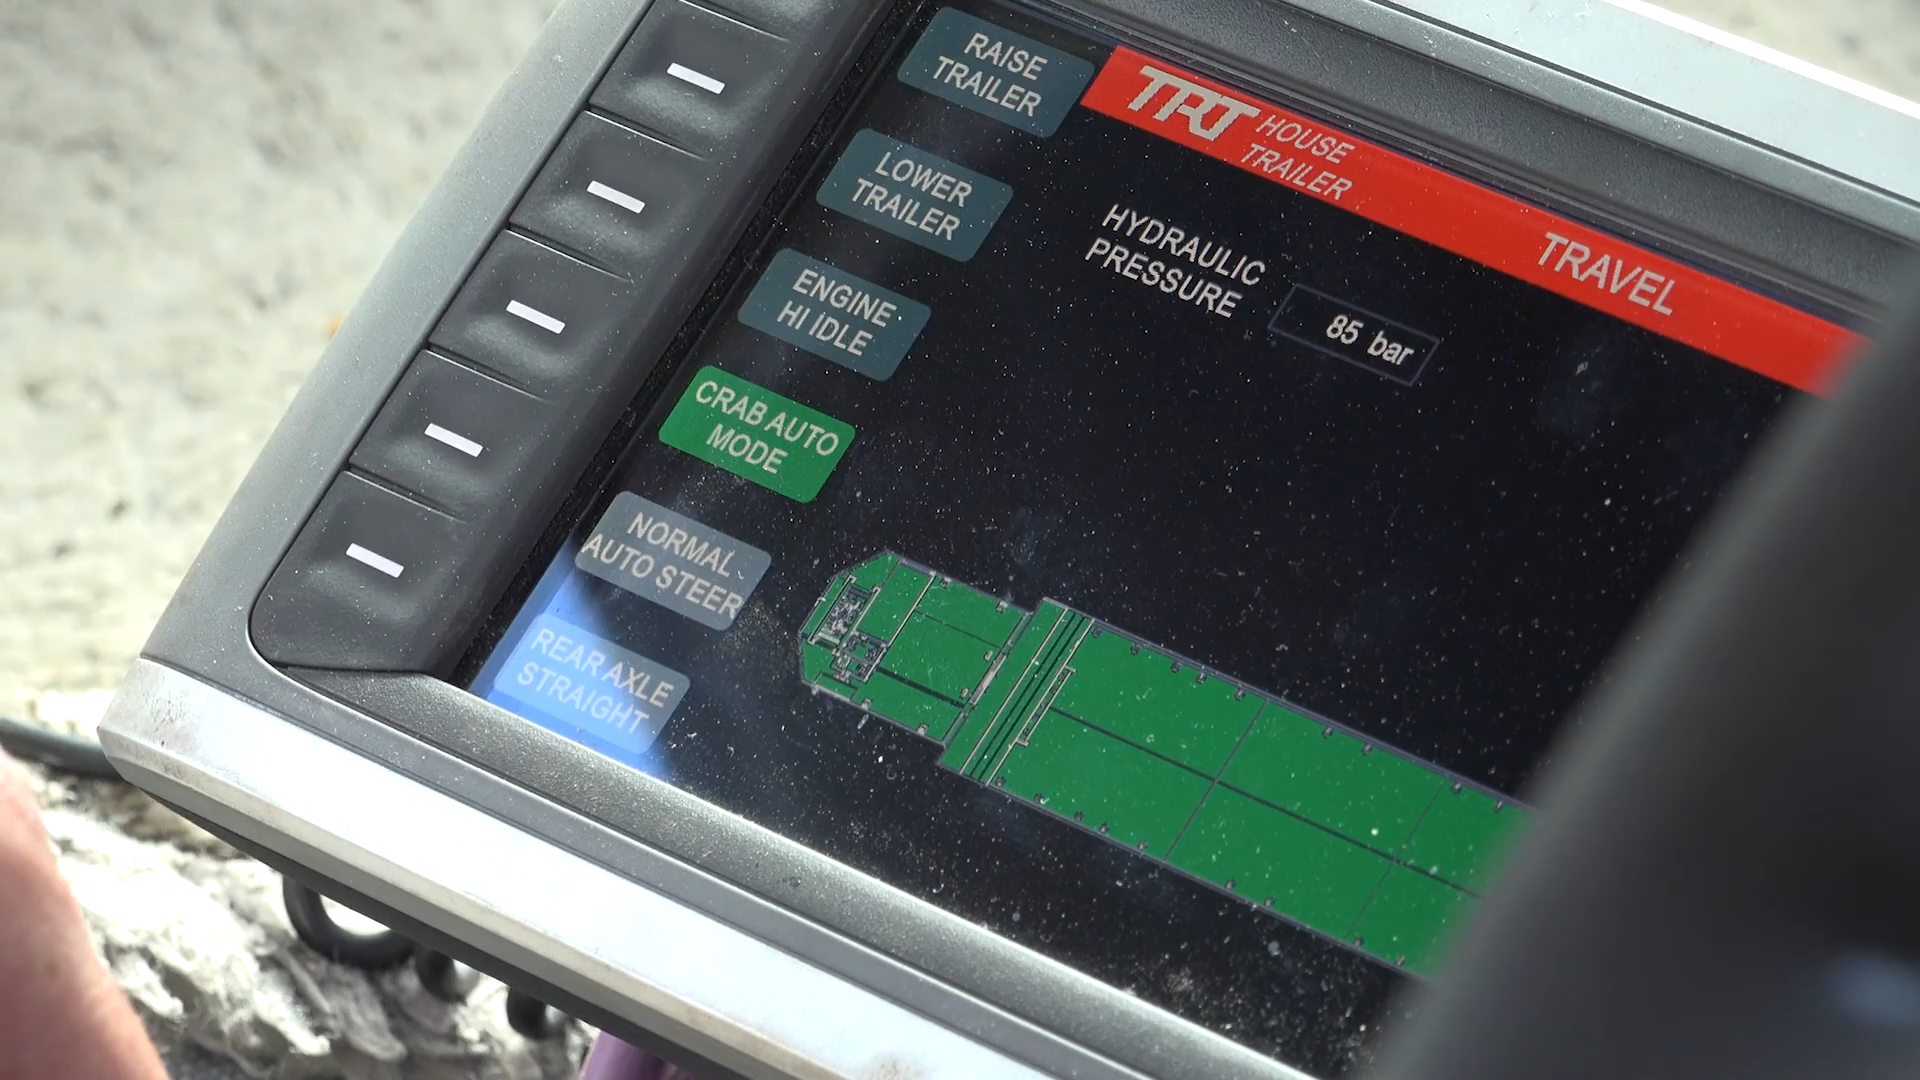 RAISE
TRAILER
TRT HOUSE
TRAILER
TRAVEL
LOWER
TRAILER
HYDRAULIC
PRESSURE
85 bar
ENGINE
HI IDLE
CRAB AUTO
MODE
NORMAL
AUTO STEER
REAR AXLE
STRAIGHT